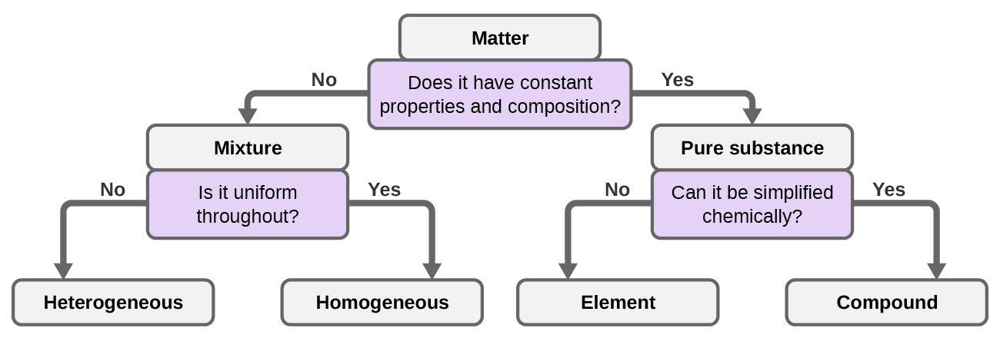 Matter
No
Does it have constant
properties and composition?
Yes
Mixture
Pure substance
No
Is it uniform
throughout?
Yes
No
Can it be simplified
chemically?
Yes
Heterogeneous
Homogeneous
Element
Compound